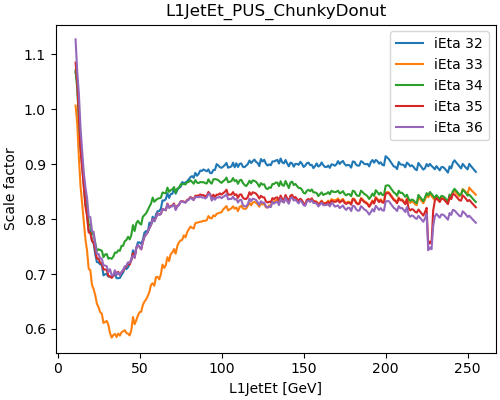 L1JetEt_PUS_ChunkyDonut
Scale factor
1.1
1.0
0.9
0.8
0.7
0.6
iEta 32
iEta 33
iEta 34
iEta 35
iEta 36
0 50 100 150 200 250
L1JetEt [GeV]